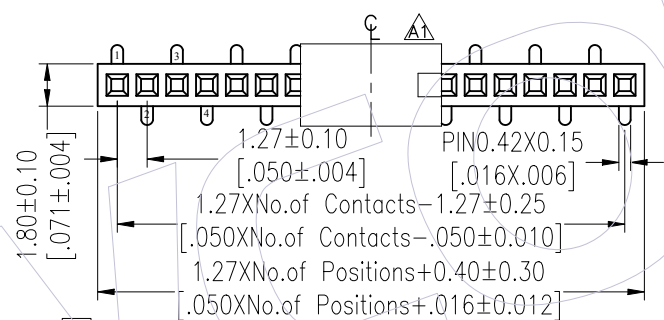 ℄ A1
1 3
2 4
1.80±0.10
[.071±.004]
1.27±0.10
[.050±.004]
PIN0.42X0.15
[.016X.006]
1.27XNo.of Contacts-1.27±0.25
[.050XNo.of Contacts-.050±0.010]
1.27XNo.of Positions+0.40±0.30
[.050XNo.of Positions+.016±0.012]